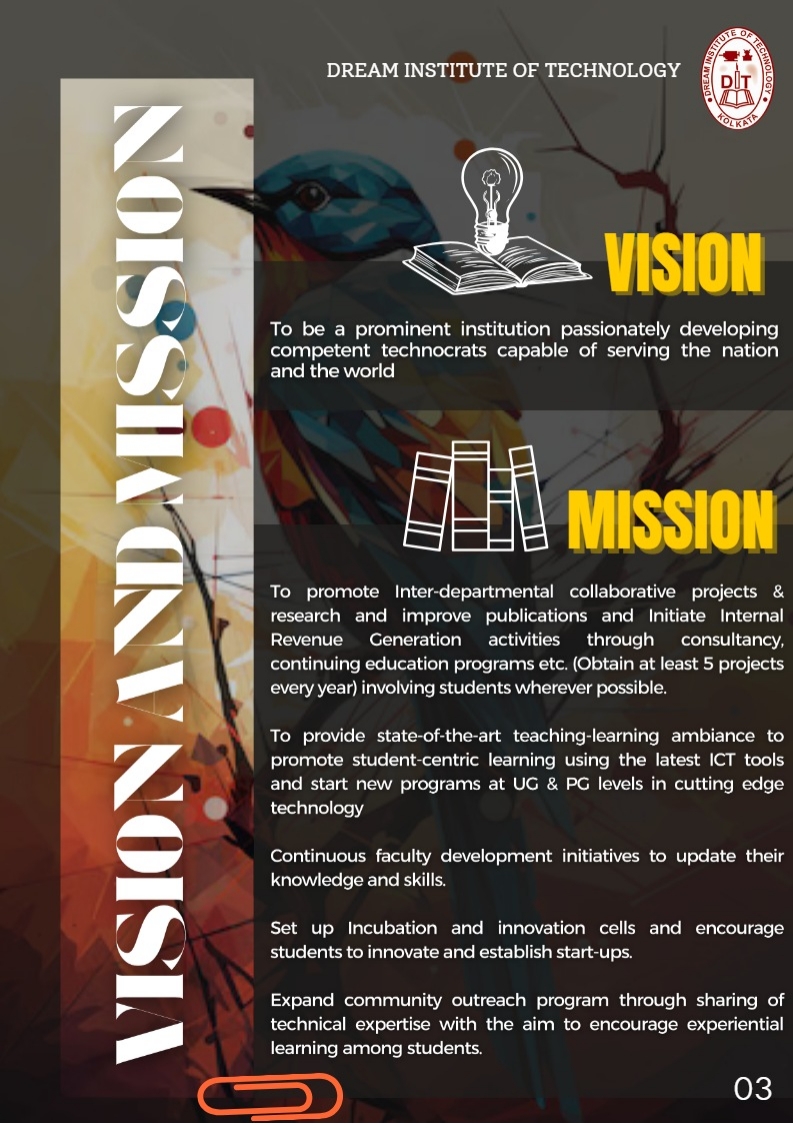 DREAM INSTITUTE OF TECHNOLOGY
DREAM INSTITUTE OF TECHNOLOGY
DIT
KOLKATA
VISION AND MISSION
VISION
To be a prominent institution passionately developing
competent technocrats capable of serving the nation
and the world
MISSION
To promote Inter-departmental collaborative projects &
research and improve publications and Initiate Internal
Revenue Generation activities through consultancy,
continuing education programs etc. (Obtain at least 5 projects
every year) involving students wherever possible.
To provide state-of-the-art teaching-learning ambiance to
promote student-centric learning using the latest ICT tools
and start new programs at UG & PG levels in cutting edge
technology
Continuous faculty development initiatives to update their
knowledge and skills.
Set up Incubation and innovation cells and encourage
students to innovate and establish start-ups.
Expand community outreach program through sharing of
technical expertise with the aim to encourage experiential
learning among students.
03